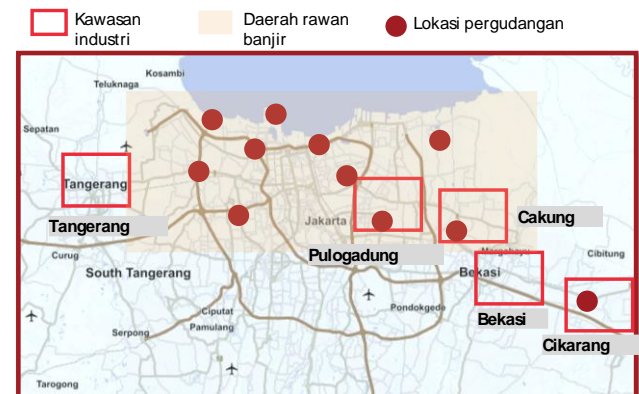 Kawasan
industri
Daerah rawan
banjir
Lokasi pergudangan
Kosambi
Teluknaga
Sepatan
Tangerang
Tangerang
Jakarta
Cakung
Pulogadung
Margahayu
Curug
Cibitung
South Tangerang
Bekasi
Ciputat
Pamulang
Pondokgede
Bekasi
Serpong
Cikarang
Tarogong